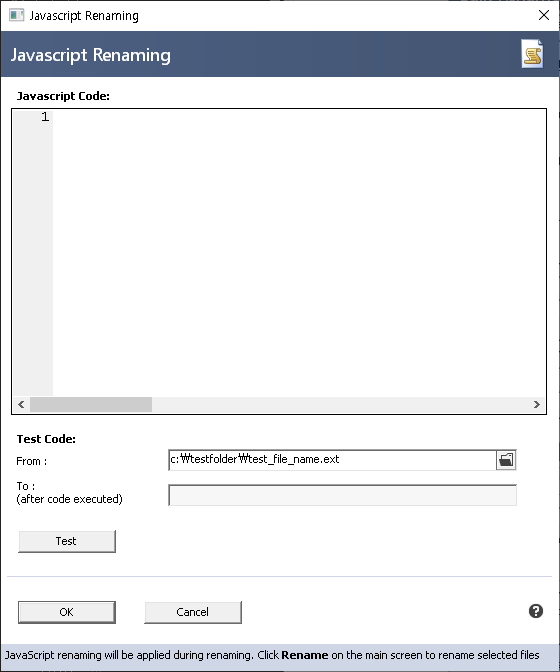 Javascript Renaming
Javascript Renaming
Javascript Code:
1
Test Code:
From :
c:₩testfolder₩test_file_name.ext
To :
(after code executed)
Test
OK
Cancel
?
JavaScript renaming will be applied during renaming. Click Rename on the main screen to rename selected files